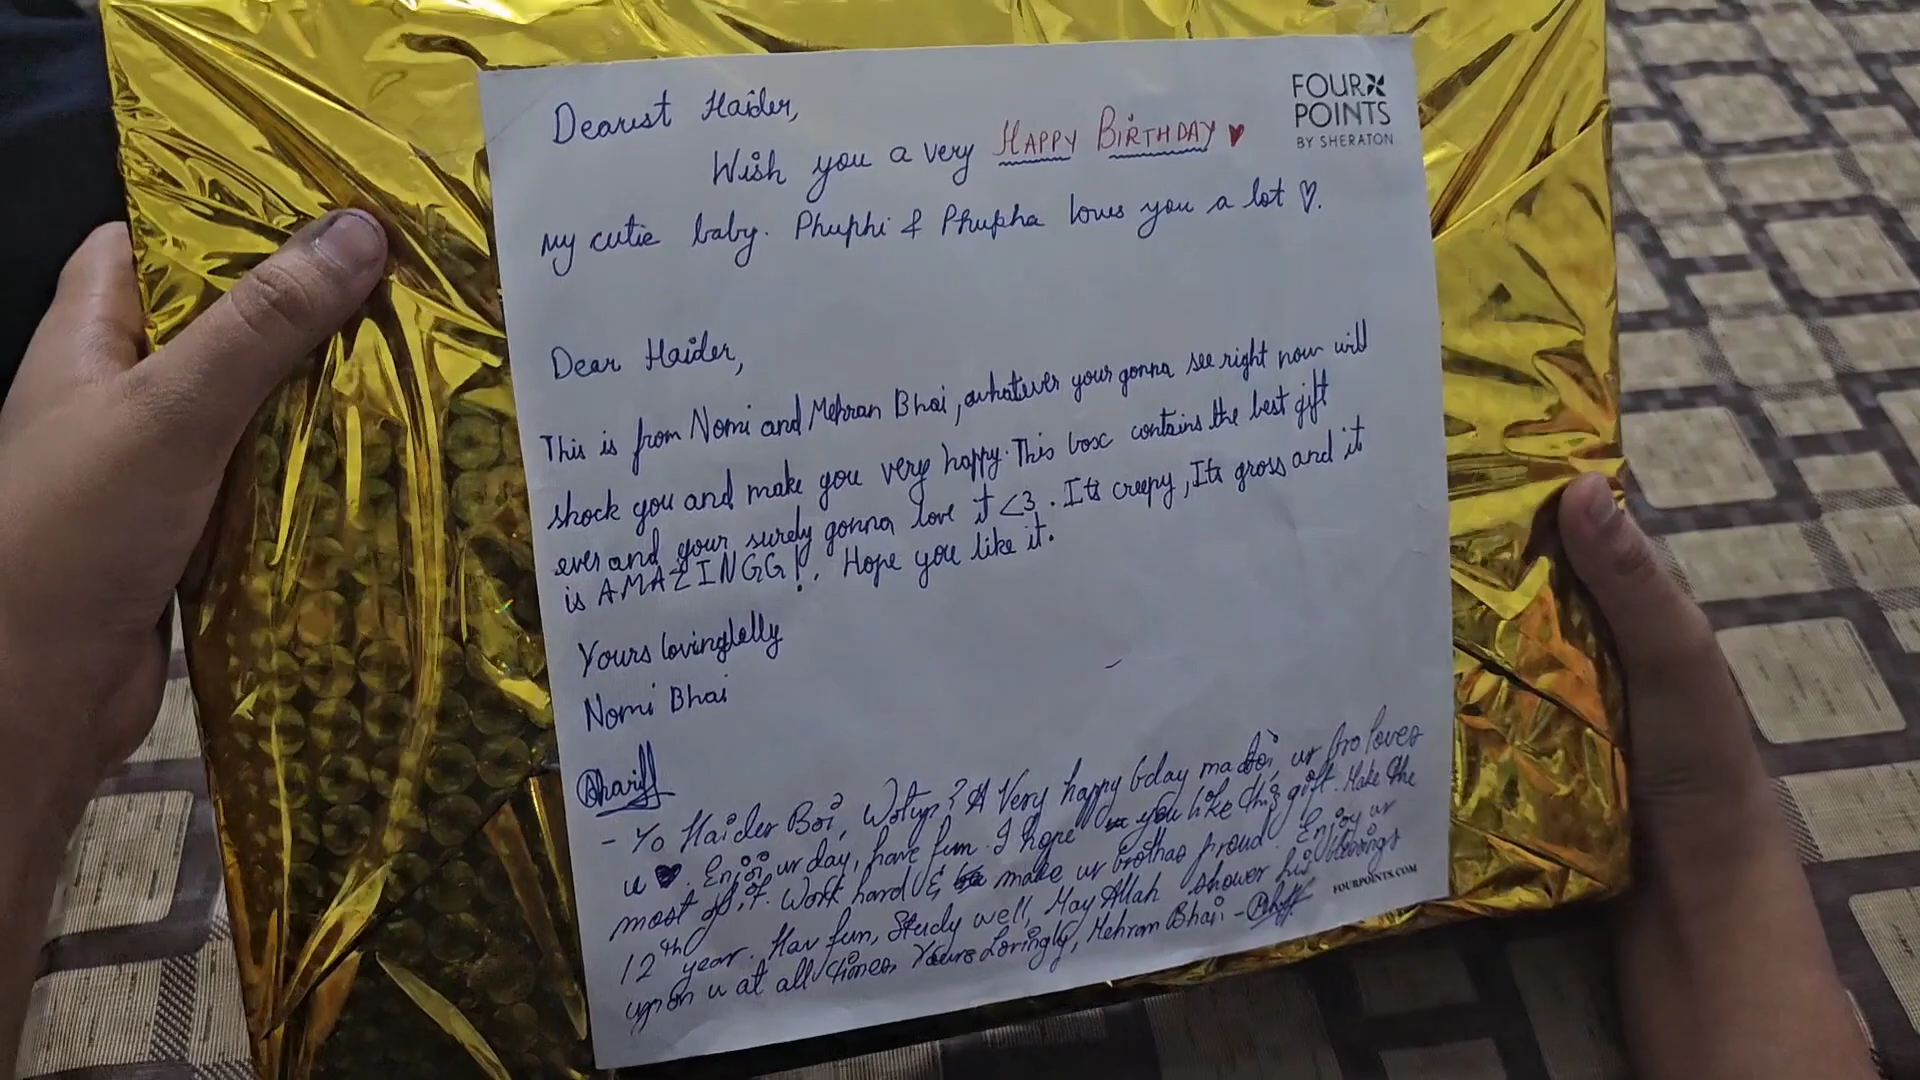 FOUR POINTS
BY SHERATON
Dearest Haider,
Wish you a very HAPPY BIRTHDAY ♥
my cutie baby. Phuphi & Phupha loves you a lot ♡.
Dear Haider,
This is from Nomi and Mehran Bhai, whatever your gonna see right now will
shock you and make you very happy. This box contains the best gift
ever and your surely gonna love it <3. Its creepy, Its gross and it
is AMAZINGG!. Hope you like it.
Yours lovinglelly
Nomi Bhai
- Yo Haider Boi, Wotup? A Very happy bday ma boi, ur bro loves
u ♥. Enjoi ur day, have fun. I hope you like this gift. Make the
most of it. Work hard & make ur brothas proud. Enjoy ur
12th year. Hav fun, Study well, May Allah shower his blessings
upon u at all times. Yours Lovingly, Mehran Bhai -
FOURPOINTS.COM